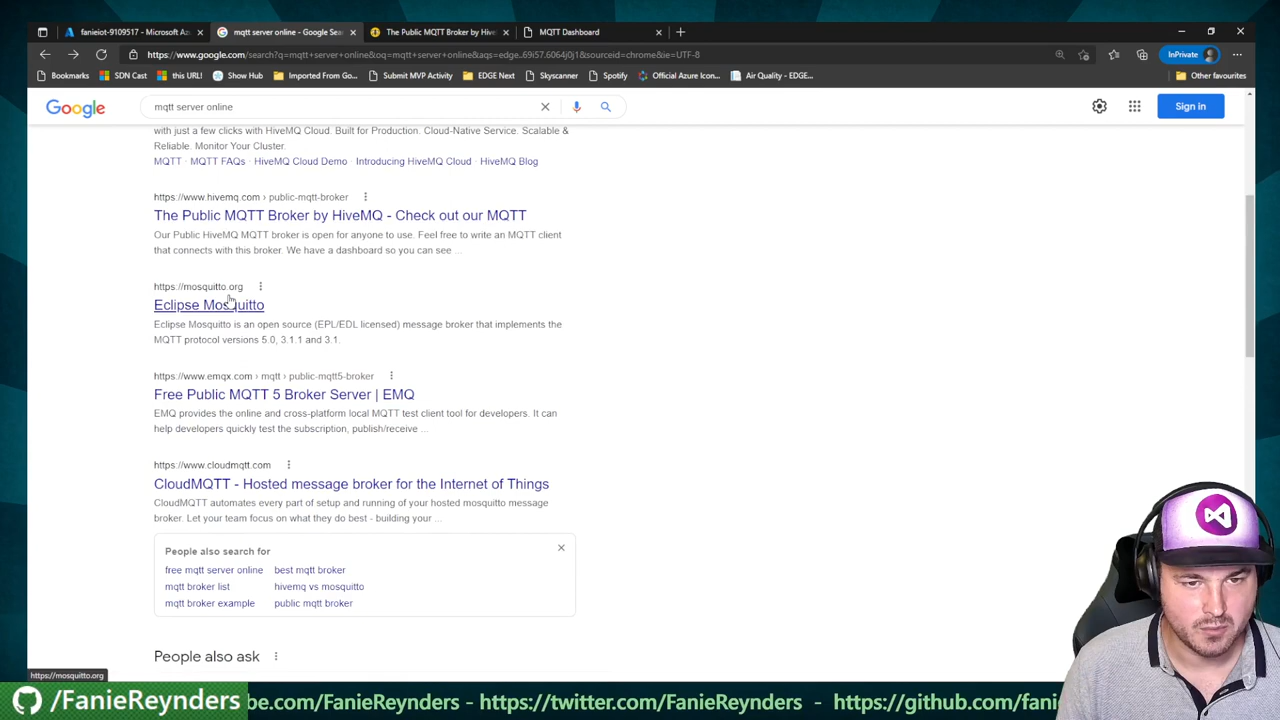 fanieiot-9109517 - Microsoft Az
mqtt server online - Google Sea
The Public MQTT Broker by Hive
MQTT Dashboard
https://www.google.com/search?q=mqtt+server+online&oq=mqtt+server+online&aqs=edge..69i57.6064j0j1&sourceid=chrome&ie=UTF-8
InPrivate
Bookmarks
SDN Cast
this URL!
Show Hub
Imported From Go...
Submit MVP Activity
EDGE Next
Skyscanner
Spotify
Official Azure Icon...
Air Quality - EDGE...
Other favourites
Google
mqtt server online
Sign in
with just a few clicks with HiveMQ Cloud. Built for Production. Cloud-Native Service. Scalable &
Reliable. Monitor Your Cluster.
MQTT · MQTT FAQs · HiveMQ Cloud Demo · Introducing HiveMQ Cloud · HiveMQ Blog
https://www.hivemq.com › public-mqtt-broker
The Public MQTT Broker by HiveMQ - Check out our MQTT
Our Public HiveMQ MQTT broker is open for anyone to use. Feel free to write an MQTT client
that connects with this broker. We have a dashboard so you can see ...
https://mosquitto.org
Eclipse Mosquitto
Eclipse Mosquitto is an open source (EPL/EDL licensed) message broker that implements the
MQTT protocol versions 5.0, 3.1.1 and 3.1.
https://www.emqx.com › mqtt › public-mqtt5-broker
Free Public MQTT 5 Broker Server | EMQ
EMQ provides the online and cross-platform local MQTT test client tool for developers. It can
help developers quickly test the subscription, publish/receive ...
https://www.cloudmqtt.com
CloudMQTT - Hosted message broker for the Internet of Things
CloudMQTT automates every part of setup and running of your hosted mosquitto message
broker. Let your team focus on what they do best - building your ...
People also search for
free mqtt server online
best mqtt broker
mqtt broker list
hivemq vs mosquitto
mqtt broker example
public mqtt broker
People also ask
https://mosquitto.org
/FanieReynders
be.com/FanieReynders - https://twitter.com/FanieReynders - https://github.com/fanie